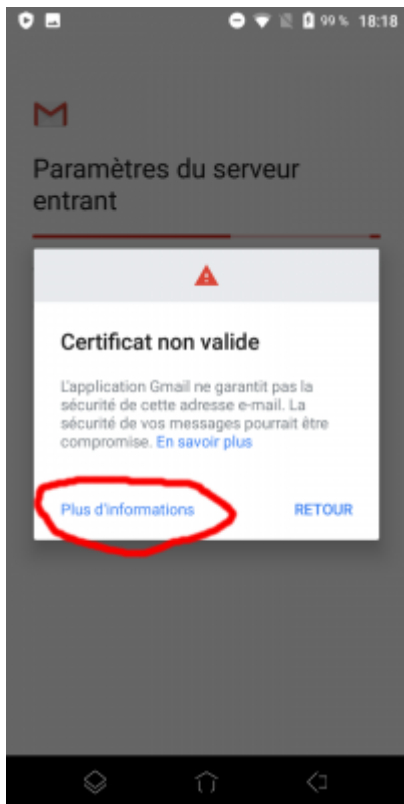 99 % 18:18
Paramètres du serveur
entrant
Certificat non valide
L'application Gmail ne garantit pas la
sécurité de cette adresse e-mail. La
sécurité de vos messages pourrait être
compromise. En savoir plus
Plus d'informations RETOUR